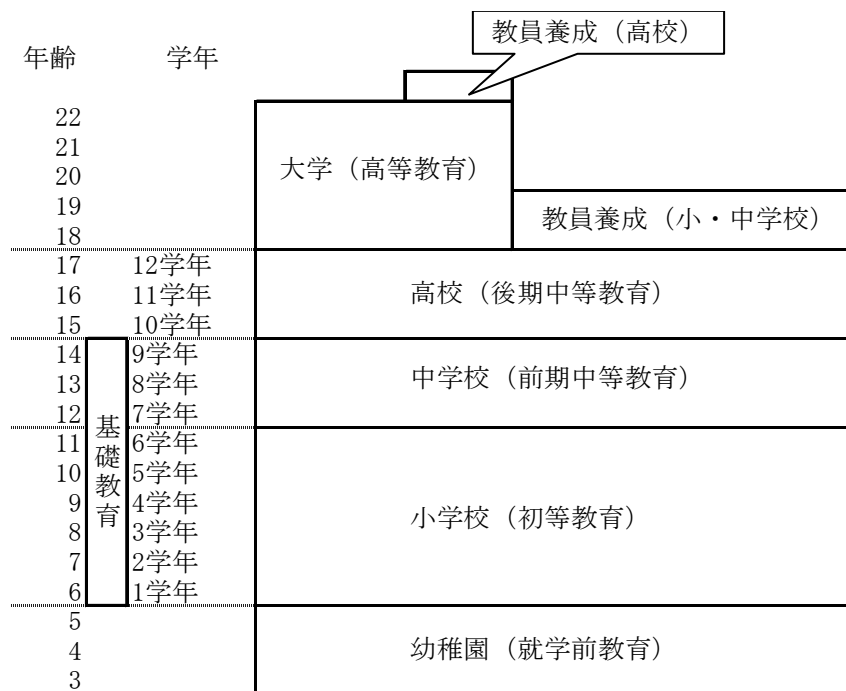 教員養成（高校）
年齢 学年
22
21
20 大学（高等教育）
19 教員養成（小・中学校）
18
17 12学年
16 11学年 高校（後期中等教育）
15 10学年
14 9学年
13 8学年 中学校（前期中等教育）
12 7学年
11 6学年
10 5学年
9 4学年 小学校（初等教育）
8 3学年
7 2学年
6 1学年
基礎教育
5
4 幼稚園（就学前教育）
3